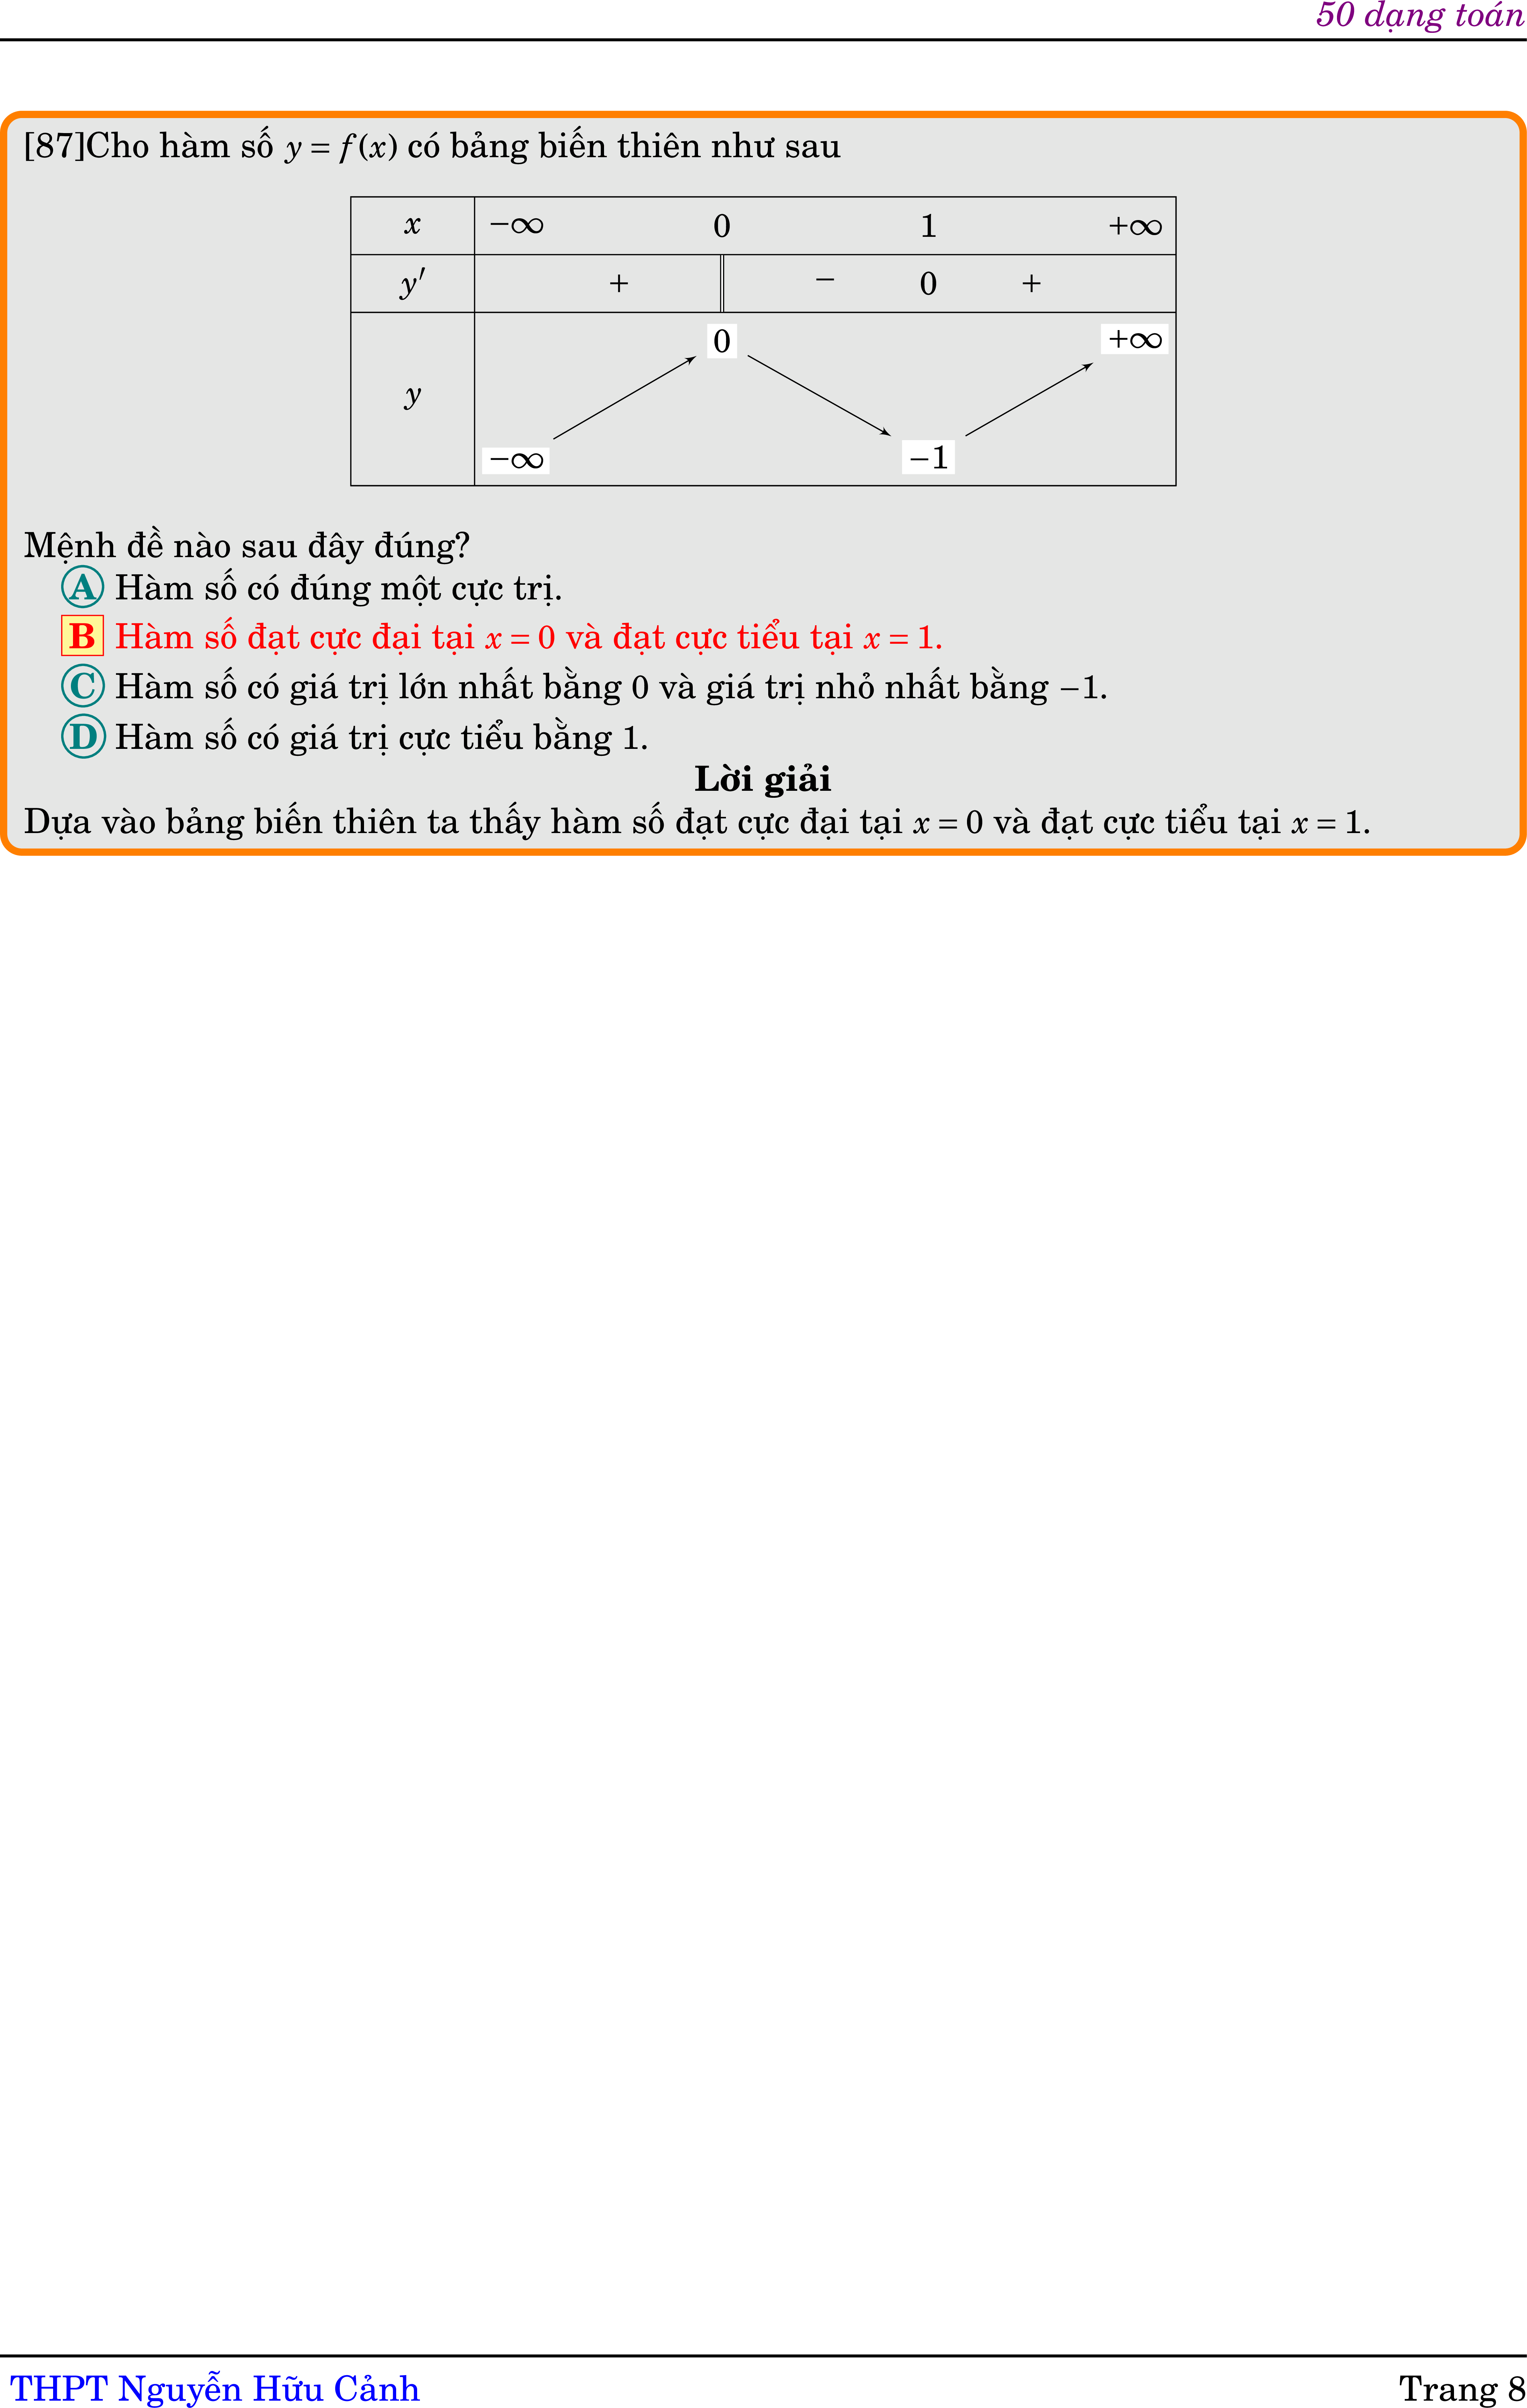 50 dạng toán
[87]Cho hàm số y = f(x) có bảng biến thiên như sau
x −∞ 0 1 +∞
y′ + − 0 +
0 +∞
y
−∞ −1
Mệnh đề nào sau đây đúng?
A Hàm số có đúng một cực trị.
B Hàm số đạt cực đại tại x = 0 và đạt cực tiểu tại x = 1.
C Hàm số có giá trị lớn nhất bằng 0 và giá trị nhỏ nhất bằng −1.
D Hàm số có giá trị cực tiểu bằng 1.
Lời giải
Dựa vào bảng biến thiên ta thấy hàm số đạt cực đại tại x = 0 và đạt cực tiểu tại x = 1.
THPT Nguyễn Hữu Cảnh Trang 8